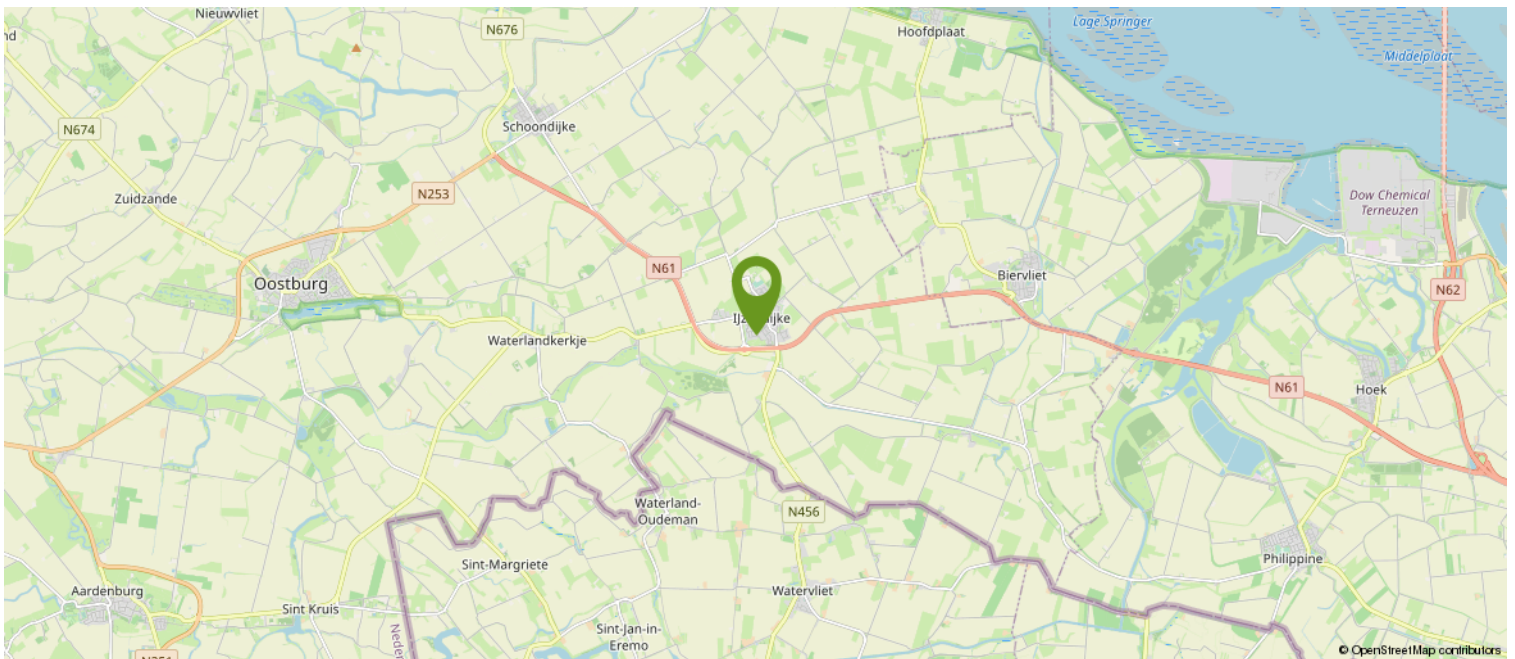 Nieuwvliet
N676
Hoofdplaat
Lage Springer
Middelplaat
N674
Schoondijke
Zuidzande
N253
Dow Chemical
Terneuzen
N61
Biervliet
Oostburg
N62
Waterlandkerkje
N61
Hoek
Waterland-
Oudeman
N456
Sint-Margriete
Philippine
Aardenburg
Sint Kruis
Watervliet
Sint-Jan-in-
Eremo
© OpenStreetMap contributors